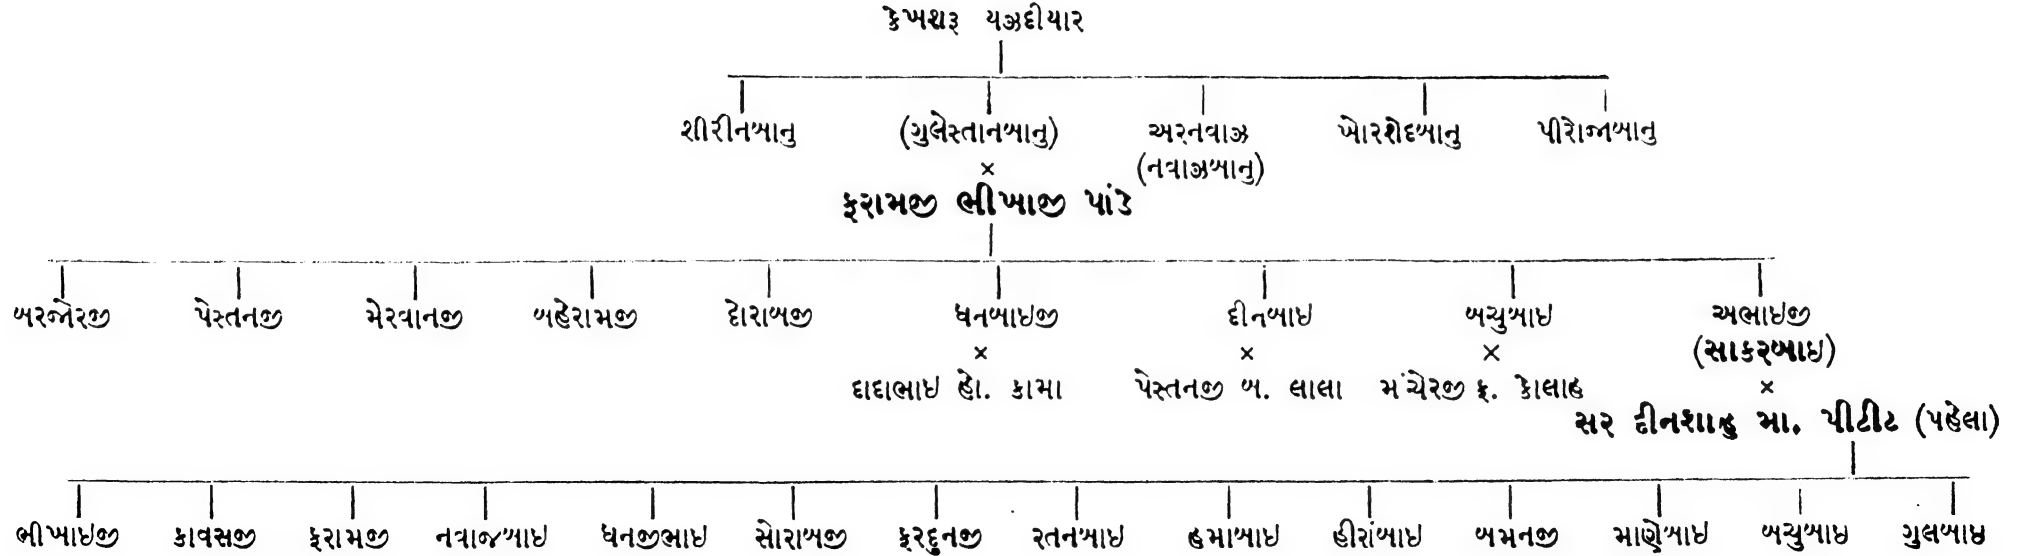 કેખશરૂ યઝદીયાર
શીરીનબાનુ (ગુલેસ્તાનબાનુ) અરનવાઝ ખોરશેદબાનુ પીરોજાબાનુ
× (નવાઝબાનુ)
ફરામજી ભીખાજી પાંડે
બરજોરજી પેસ્તનજી મેરવાનજી બહેરામજી દોરાબજી ધનબાઇજી દીનબાઇ બચુબાઇ અભાઇજી
× × × (સાકરબાઇ)
દાદાભાઇ હો. કામા પેસ્તનજી બ. લાલા મંચેરજી ફ. કોલાહ ×
સર દીનશાહ મા. પીટીટ (પહેલા)
ભીખાઇજી કાવસજી ફરામજી નવાજબાઇ ધનજીભાઇ સોરાબજી ફરદુનજી રતનબાઇ હમાબાઇ હીરાંબાઇ બમનજી માણેબાઇ બચુબાઇ ગુલબાઇ